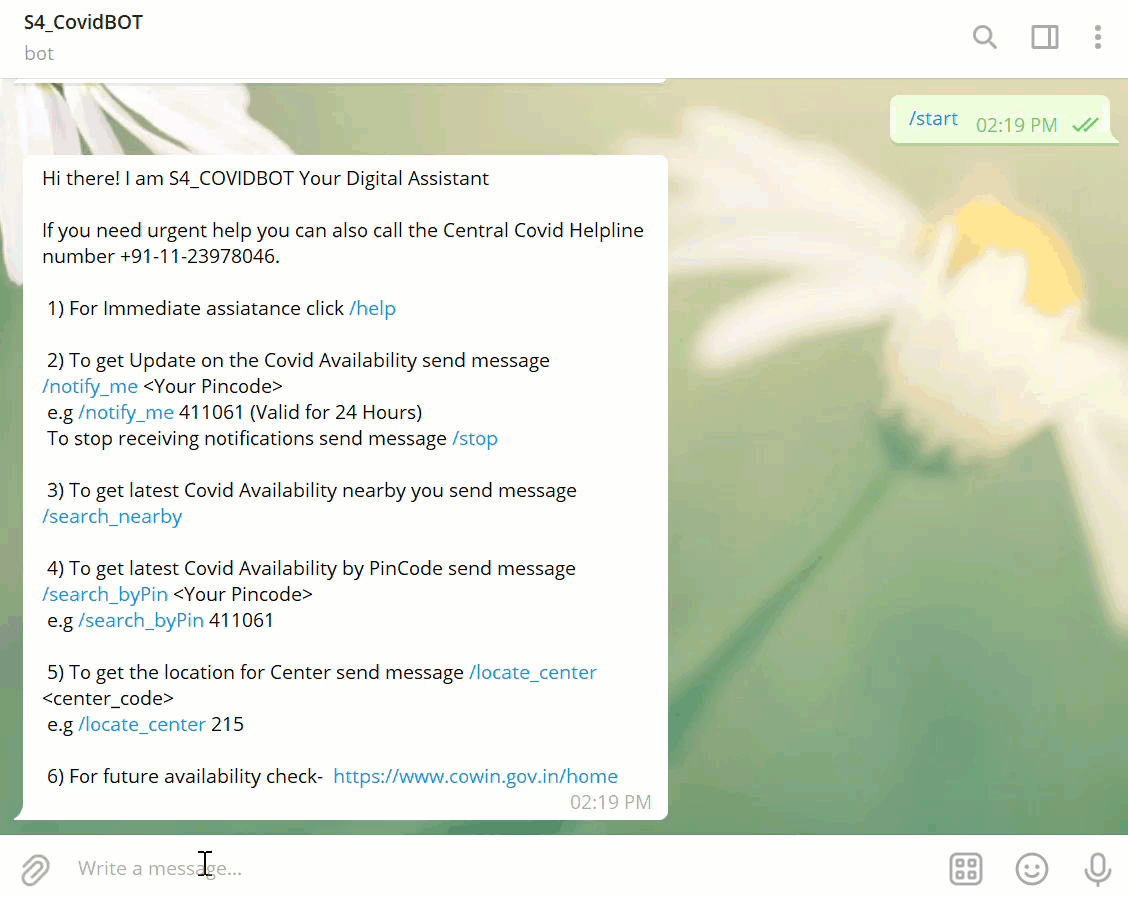 S4_CovidBOT
bot
/start 02:19 PM
Hi there! I am S4_COVIDBOT Your Digital Assistant
If you need urgent help you can also call the Central Covid Helpline
number +91-11-23978046.
1) For Immediate assiatance click /help
2) To get Update on the Covid Availability send message
/notify_me <Your Pincode>
e.g /notify_me 411061 (Valid for 24 Hours)
To stop receiving notifications send message /stop
3) To get latest Covid Availability nearby you send message
/search_nearby
4) To get latest Covid Availability by PinCode send message
/search_byPin <Your Pincode>
e.g /search_byPin 411061
5) To get the location for Center send message /locate_center
<center_code>
e.g /locate_center 215
6) For future availability check-  https://www.cowin.gov.in/home
02:19 PM
Write a message...